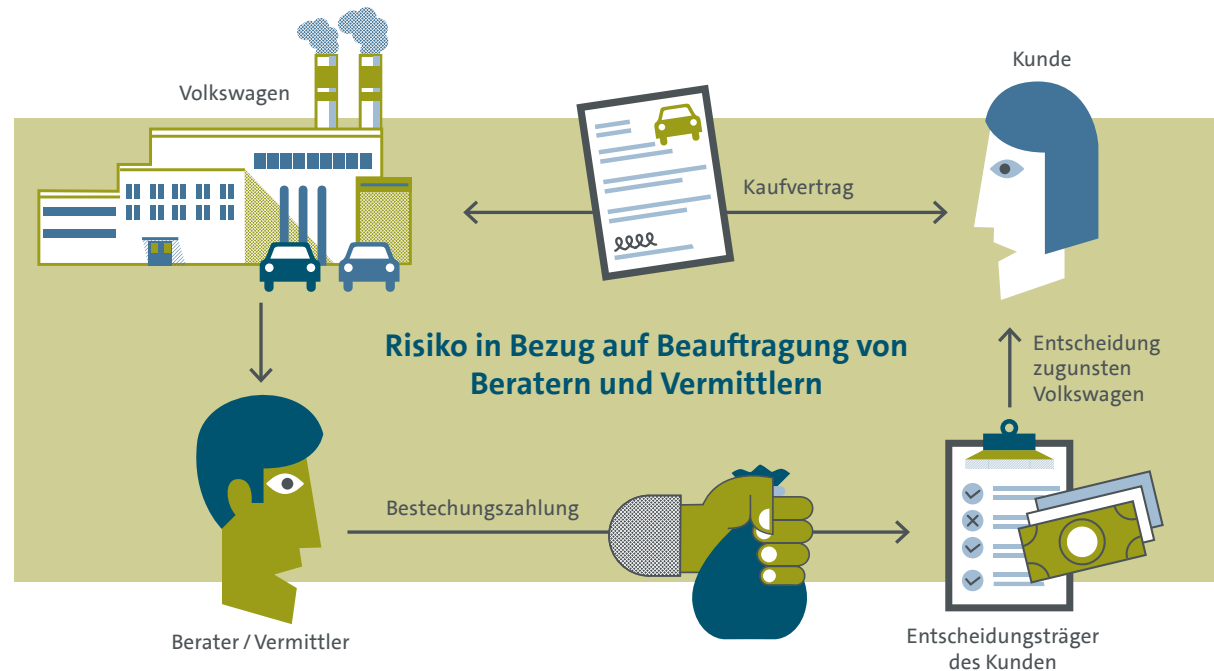 Kunde
Volkswagen
Kaufvertrag
Risiko in Bezug auf Beauftragung von
Beratern und Vermittlern
Entscheidung
zugunsten
Volkswagen
Bestechungszahlung
Berater / Vermittler
Entscheidungsträger
des Kunden